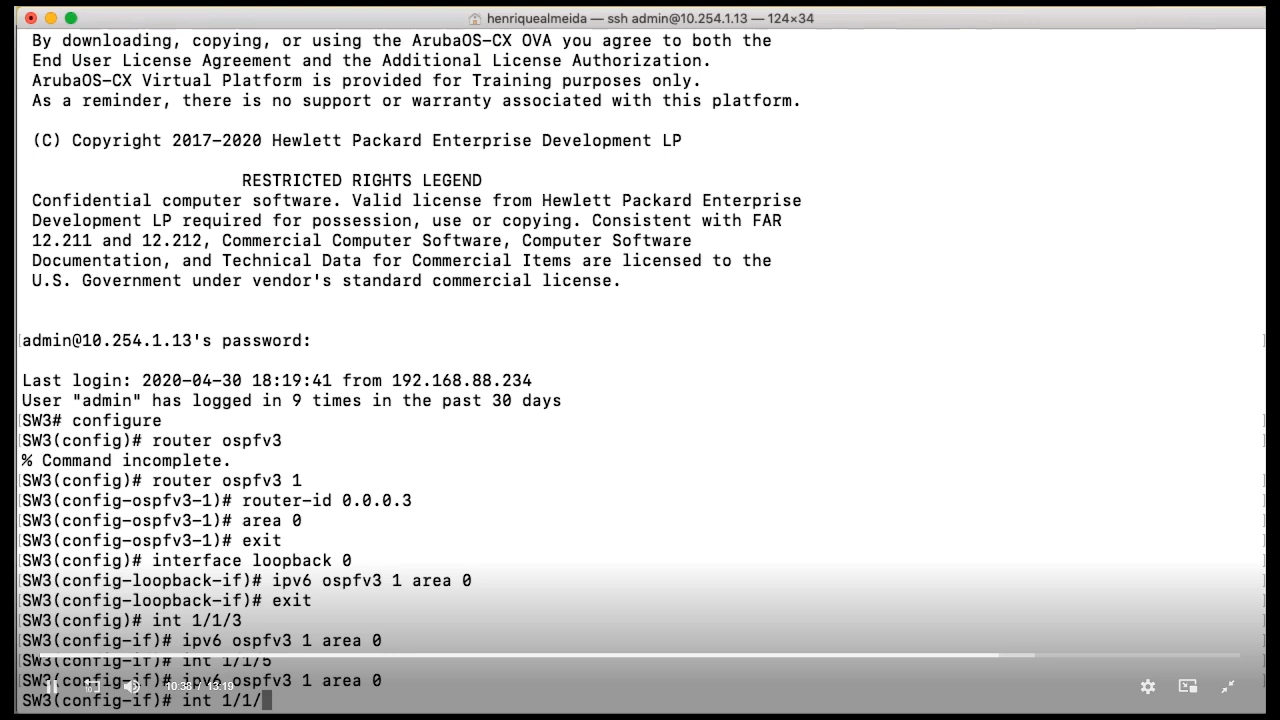 henriquealmeida — ssh admin@10.254.1.13 — 124×34
By downloading, copying, or using the ArubaOS-CX OVA you agree to both the
End User License Agreement and the Additional License Authorization.
ArubaOS-CX Virtual Platform is provided for Training purposes only.
As a reminder, there is no support or warranty associated with this platform.
(C) Copyright 2017-2020 Hewlett Packard Enterprise Development LP
RESTRICTED RIGHTS LEGEND
Confidential computer software. Valid license from Hewlett Packard Enterprise
Development LP required for possession, use or copying. Consistent with FAR
12.211 and 12.212, Commercial Computer Software, Computer Software
Documentation, and Technical Data for Commercial Items are licensed to the
U.S. Government under vendor's standard commercial license.
admin@10.254.1.13's password:
Last login: 2020-04-30 18:19:41 from 192.168.88.234
User "admin" has logged in 9 times in the past 30 days
SW3# configure
SW3(config)# router ospfv3
% Command incomplete.
SW3(config)# router ospfv3 1
SW3(config-ospfv3-1)# router-id 0.0.0.3
SW3(config-ospfv3-1)# area 0
SW3(config-ospfv3-1)# exit
SW3(config)# interface loopback 0
SW3(config-loopback-if)# ipv6 ospfv3 1 area 0
SW3(config-loopback-if)# exit
SW3(config)# int 1/1/3
SW3(config-if)# ipv6 ospfv3 1 area 0
SW3(config-if)# int 1/1/5
SW3(config-if)# ipv6 ospfv3 1 area 0
10:38 / 13:19
SW3(config-if)# int 1/1/